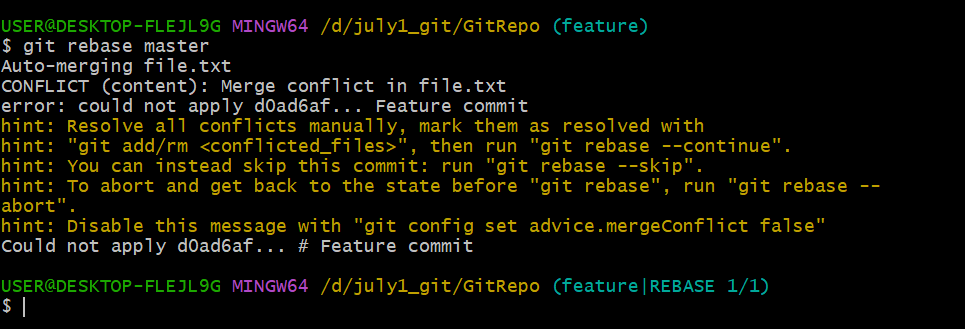 USER@DESKTOP-FLEJL9G MINGW64 /d/july1_git/GitRepo (feature)
$ git rebase master
Auto-merging file.txt
CONFLICT (content): Merge conflict in file.txt
error: could not apply d0ad6af... Feature commit
hint: Resolve all conflicts manually, mark them as resolved with
hint: "git add/rm <conflicted_files>", then run "git rebase --continue".
hint: You can instead skip this commit: run "git rebase --skip".
hint: To abort and get back to the state before "git rebase", run "git rebase --
abort".
hint: Disable this message with "git config set advice.mergeConflict false"
Could not apply d0ad6af... # Feature commit
USER@DESKTOP-FLEJL9G MINGW64 /d/july1_git/GitRepo (feature|REBASE 1/1)
$